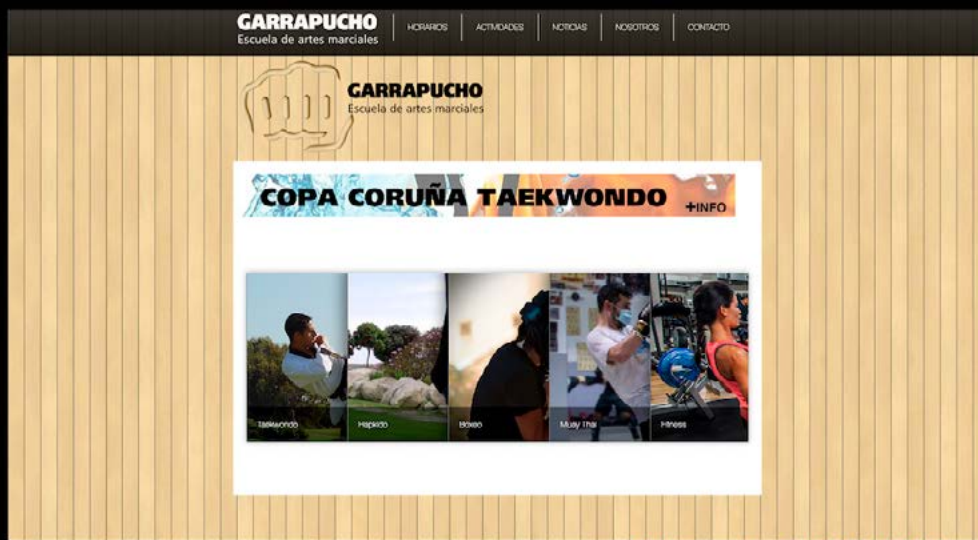 GARRAPUCHO
Escuela de artes marciales
HORARIOS
ACTIVIDADES
NOTICIAS
NOSOTROS
CONTACTO
GARRAPUCHO
Escuela de artes marciales
COPA CORUÑA TAEKWONDO
+INFO
Taekwondo
Hapkido
Boxeo
Muay Thai
Fitness